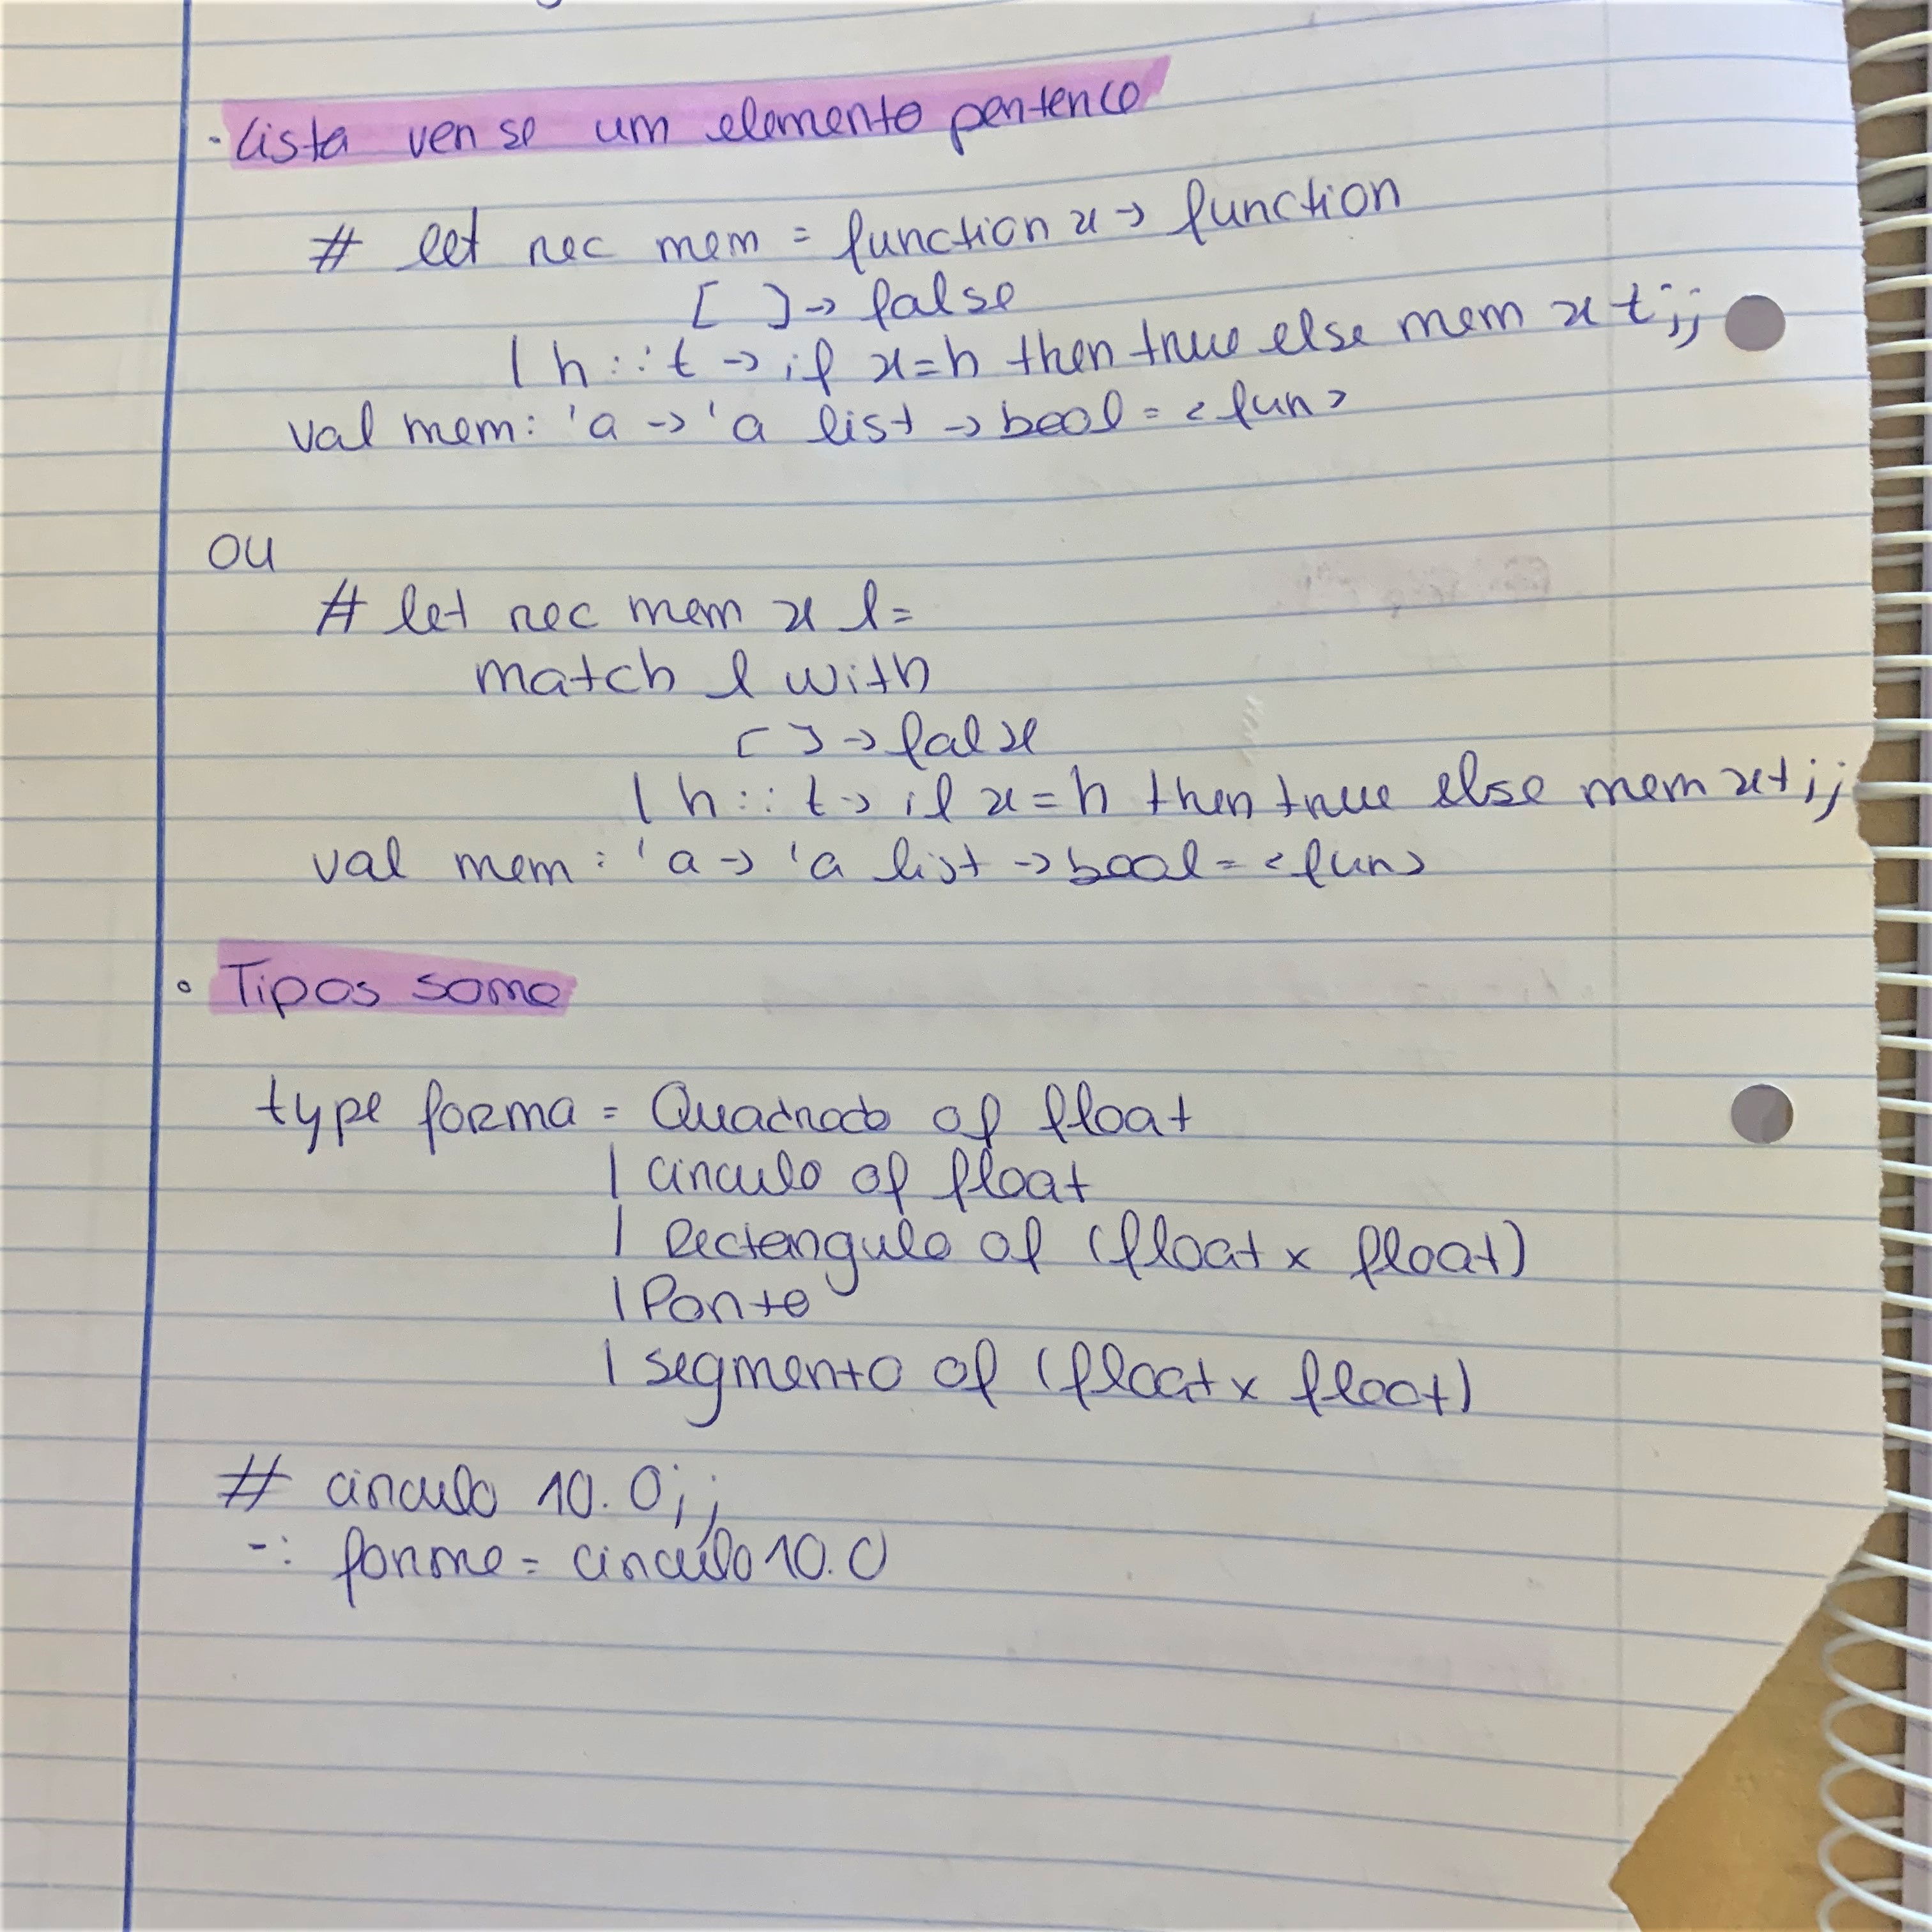 · Lista ver se um elemento pertence
# let rec mem = function x -> function
[ ] -> false
| h :: t -> if x = h then true else mem x t ;;
val mem : 'a -> 'a list -> bool = <fun>
ou
# let rec mem x l =
match l with
[ ] -> false
| h :: t -> if x = h then true else mem x t ;;
val mem : 'a -> 'a list -> bool = <fun>
· Tipos soma
type forma = Quadrado of float
| circulo of float
| Rectangulo of (float x float)
| Ponto
| segmento of (float x float)
# circulo 10.0;;
- : forma = circulo 10.0